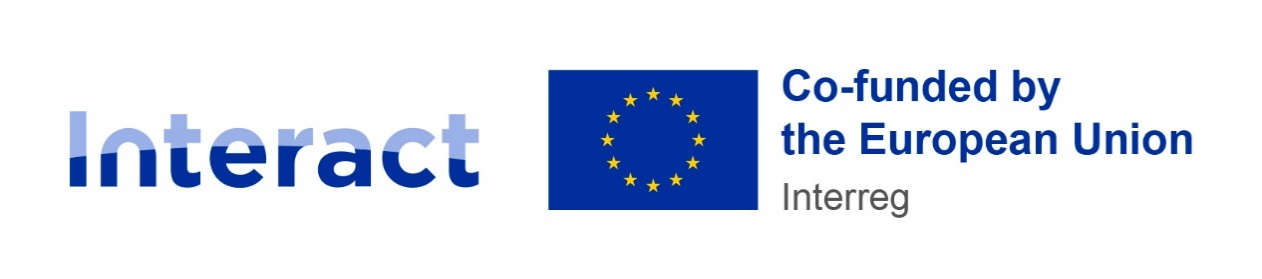 Interact
Co-funded by
the European Union
Interreg